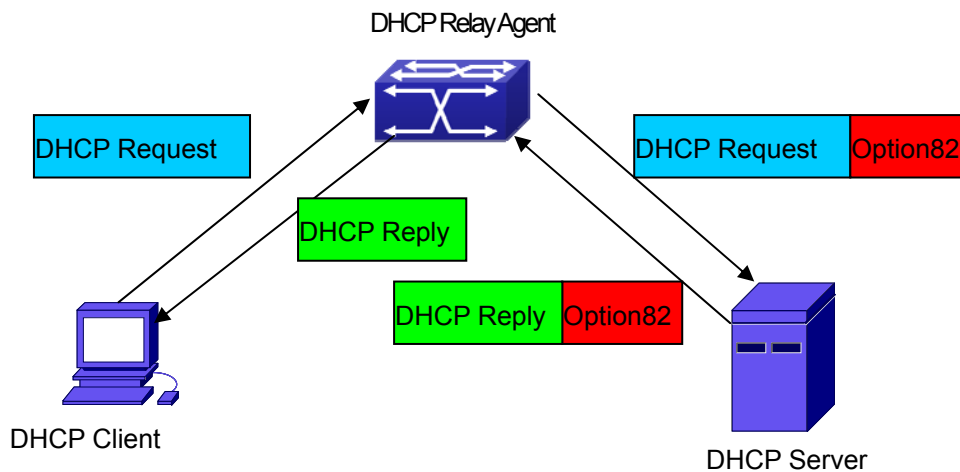 DHCP Relay Agent
DHCP Request
DHCP Request Option82
DHCP Reply
DHCP Reply Option82
DHCP Client
DHCP Server